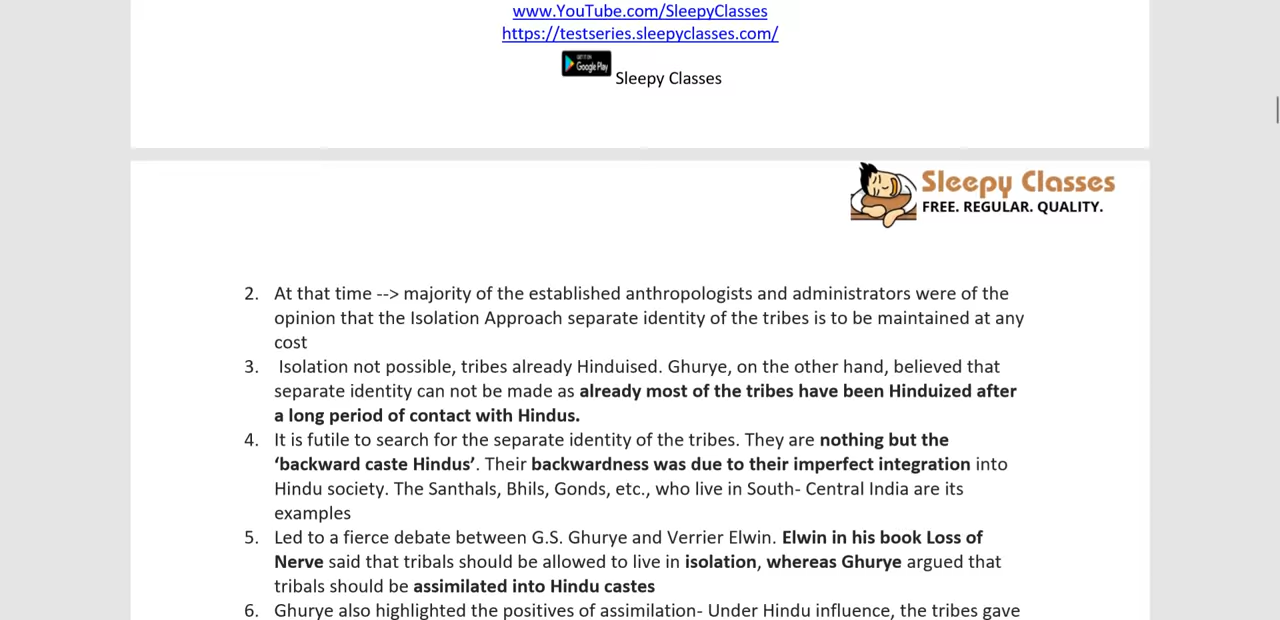 www.YouTube.com/SleepyClasses
https://testseries.sleepyclasses.com/
GET IT ON
Google Play
Sleepy Classes
Sleepy Classes
FREE. REGULAR. QUALITY.
2. At that time --> majority of the established anthropologists and administrators were of the
opinion that the Isolation Approach separate identity of the tribes is to be maintained at any
cost
3. Isolation not possible, tribes already Hinduised. Ghurye, on the other hand, believed that
separate identity can not be made as already most of the tribes have been Hinduized after
a long period of contact with Hindus.
4. It is futile to search for the separate identity of the tribes. They are nothing but the
‘backward caste Hindus’. Their backwardness was due to their imperfect integration into
Hindu society. The Santhals, Bhils, Gonds, etc., who live in South- Central India are its
examples
5. Led to a fierce debate between G.S. Ghurye and Verrier Elwin. Elwin in his book Loss of
Nerve said that tribals should be allowed to live in isolation, whereas Ghurye argued that
tribals should be assimilated into Hindu castes
6. Ghurye also highlighted the positives of assimilation- Under Hindu influence, the tribes gave